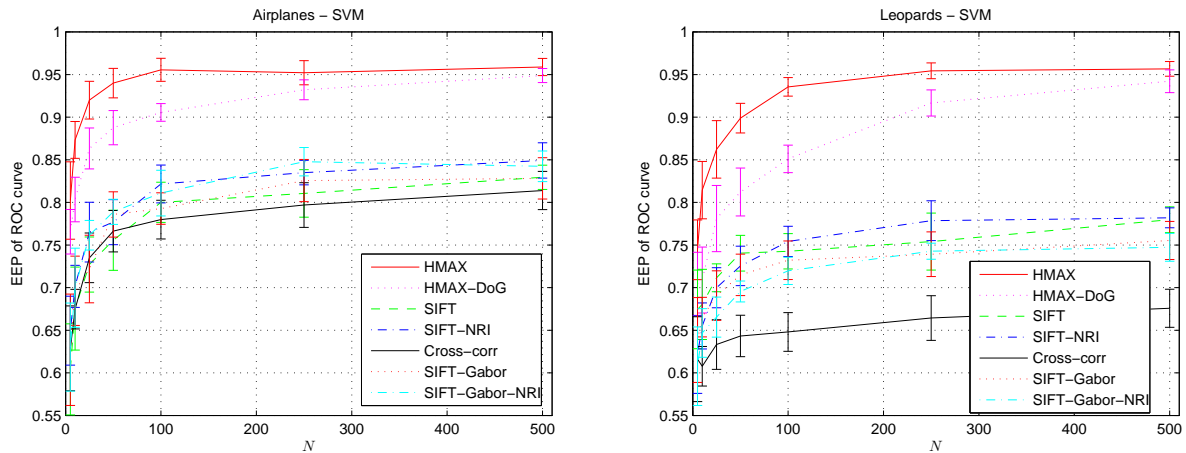 Airplanes − SVM
EEP of ROC curve
1
0.95
0.9
0.85
0.8
0.75
0.7
0.65
0.6
0.55
0
100
200
300
400
500
N
HMAX
HMAX−DoG
SIFT
SIFT−NRI
Cross−corr
SIFT−Gabor
SIFT−Gabor−NRI
Leopards − SVM
EEP of ROC curve
1
0.95
0.9
0.85
0.8
0.75
0.7
0.65
0.6
0.55
0
100
200
300
400
500
N
HMAX
HMAX−DoG
SIFT
SIFT−NRI
Cross−corr
SIFT−Gabor
SIFT−Gabor−NRI